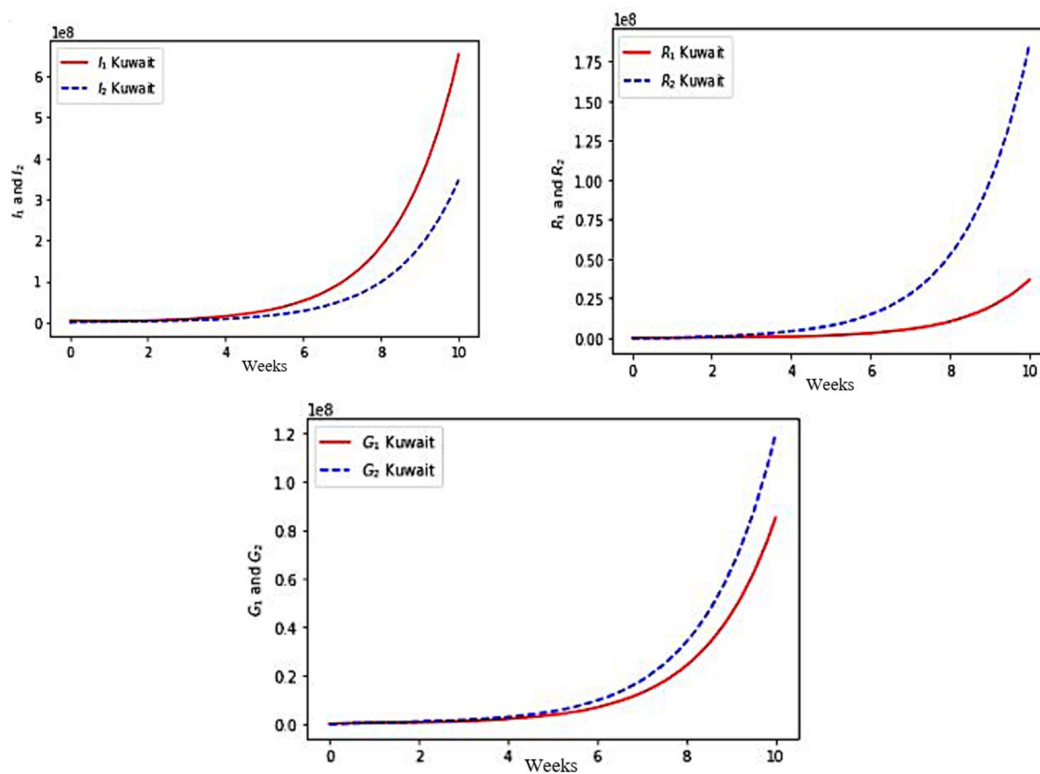 1e8
I₁ Kuwait
I₂ Kuwait
6
5
4
3
2
1
0
I₁ and I₂
0 2 4 6 8 10
Weeks
1e8
R₁ Kuwait
R₂ Kuwait
1.75
1.50
1.25
1.00
0.75
0.50
0.25
0.00
R₁ and R₂
0 2 4 6 8 10
Weeks
1e8
G₁ Kuwait
G₂ Kuwait
1.2
1.0
0.8
0.6
0.4
0.2
0.0
G₁ and G₂
0 2 4 6 8 10
Weeks